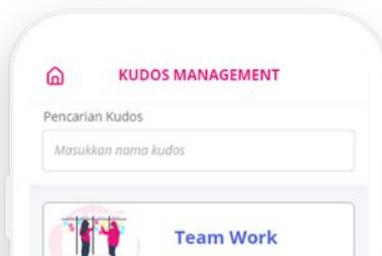 KUDOS MANAGEMENT
Pencarian Kudos
Masukkan nama kudos
Team Work